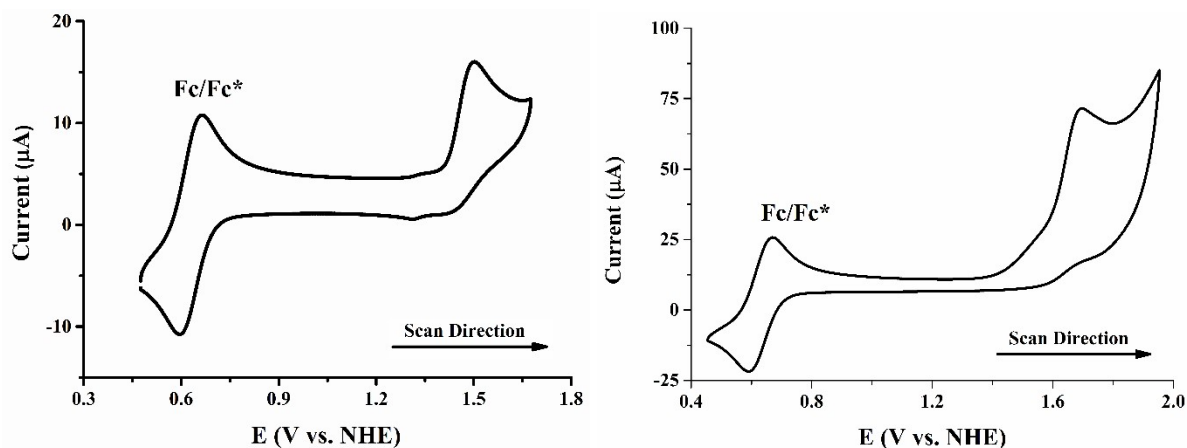 20
10
0
-10
Current (µA)
Fc/Fc*
Scan Direction
0.3 0.6 0.9 1.2 1.5 1.8
E (V vs. NHE)
100
75
50
25
0
-25
Current (µA)
Fc/Fc*
Scan Direction
0.4 0.8 1.2 1.6 2.0
E (V vs. NHE)